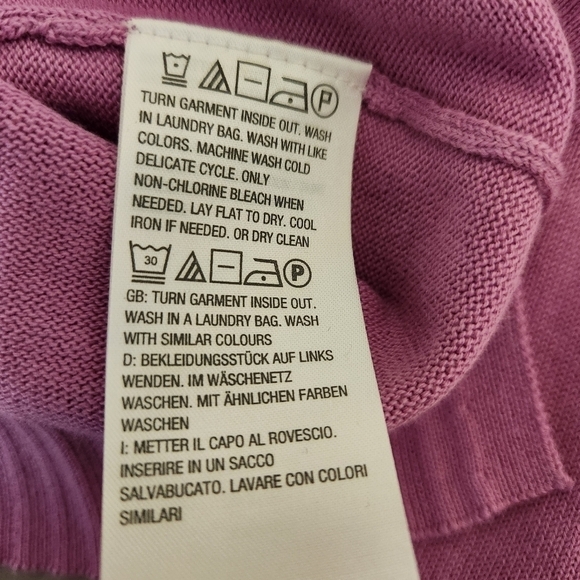 P
TURN GARMENT INSIDE OUT. WASH
IN LAUNDRY BAG. WASH WITH LIKE
COLORS. MACHINE WASH COLD
DELICATE CYCLE. ONLY
NON-CHLORINE BLEACH WHEN
NEEDED. LAY FLAT TO DRY. COOL
IRON IF NEEDED. OR DRY CLEAN
30 P
GB: TURN GARMENT INSIDE OUT.
WASH IN A LAUNDRY BAG. WASH
WITH SIMILAR COLOURS
D: BEKLEIDUNGSSTÜCK AUF LINKS
WENDEN. IM WÄSCHENETZ
WASCHEN. MIT ÄHNLICHEN FARBEN
WASCHEN
I: METTER IL CAPO AL ROVESCIO.
INSERIRE IN UN SACCO
SALVABUCATO. LAVARE CON COLORI
SIMILARI